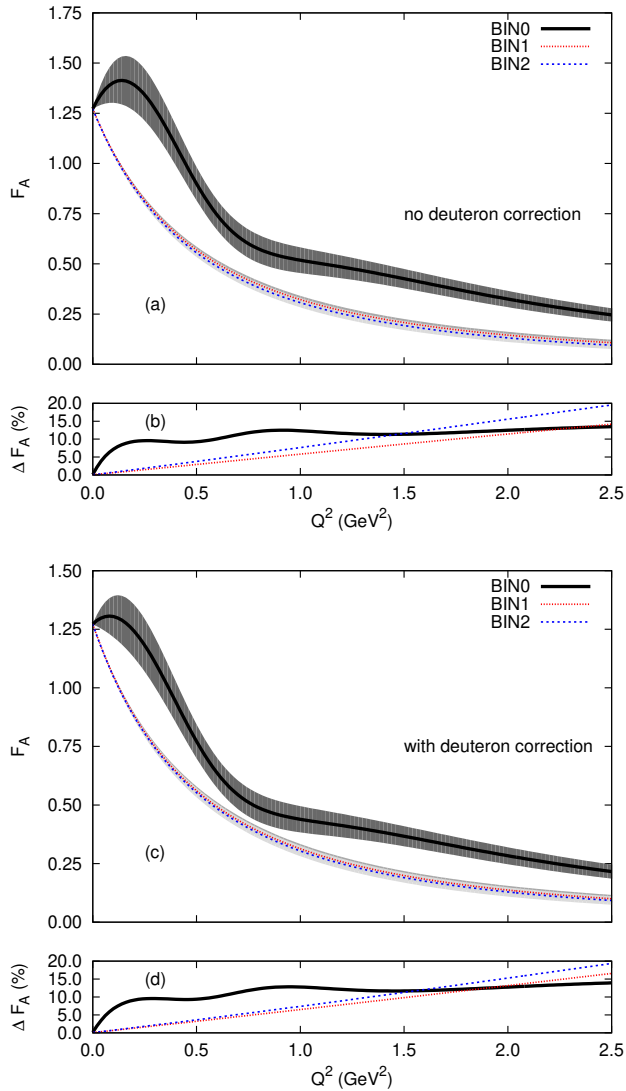 1.75
1.50
1.25
1.00
0.75
0.50
0.25
0.00
F_A
BIN0
BIN1
BIN2
no deuteron correction
(a)
20.0
15.0
10.0
5.0
0.0
Δ F_A (%)
(b)
0.0 0.5 1.0 1.5 2.0 2.5
Q^2 (GeV^2)
1.50
1.25
1.00
0.75
0.50
0.25
0.00
F_A
BIN0
BIN1
BIN2
with deuteron correction
(c)
20.0
15.0
10.0
5.0
0.0
Δ F_A (%)
(d)
0.0 0.5 1.0 1.5 2.0 2.5
Q^2 (GeV^2)